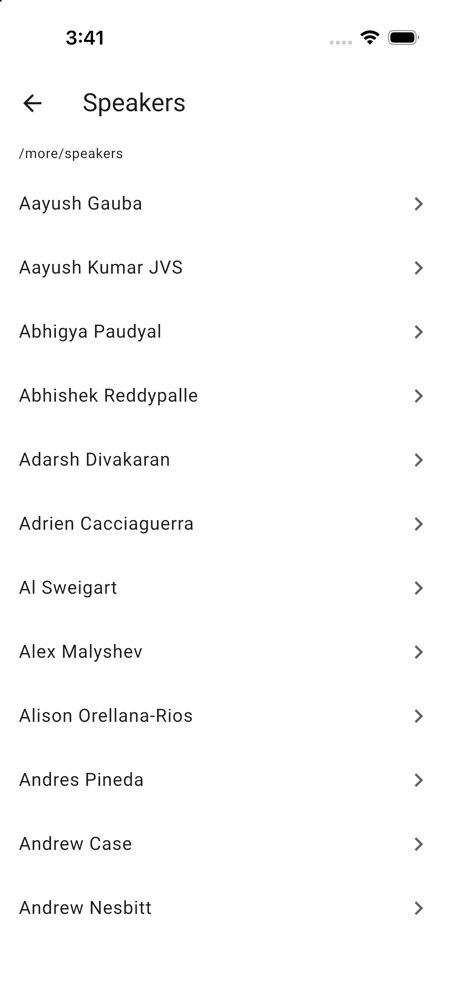 3:41
Speakers
/more/speakers
Aayush Gauba
Aayush Kumar JVS
Abhigya Paudyal
Abhishek Reddypalle
Adarsh Divakaran
Adrien Cacciaguerra
Al Sweigart
Alex Malyshev
Alison Orellana-Rios
Andres Pineda
Andrew Case
Andrew Nesbitt